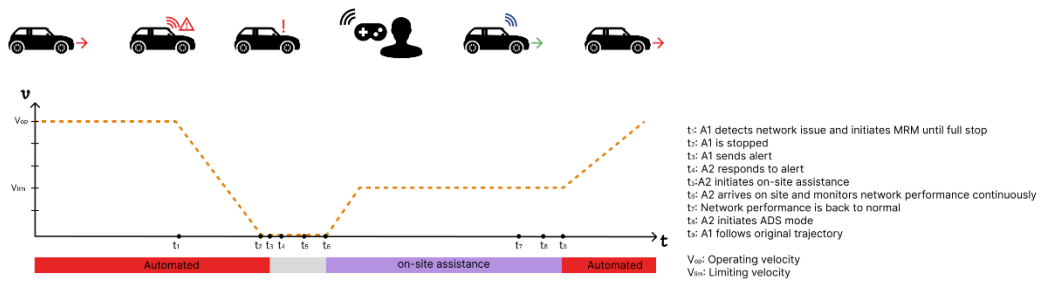 !
v
Vop
Vlim
t₁
t₂
t₃
t₄
t₅
t₆
t₇
t₈
t₉
t
Automated
on-site assistance
Automated
t₁: A1 detects network issue and initiates MRM until full stop
t₂: A1 is stopped
t₃: A1 sends alert
t₄: A2 responds to alert
t₅:A2 initiates on-site assistance
t₆: A2 arrives on site and monitors network performance continuously
t₇: Network performance is back to normal
t₈: A2 initiates ADS mode
t₉: A1 follows original trajectory
Vop: Operating velocity
Vlim: Limiting velocity